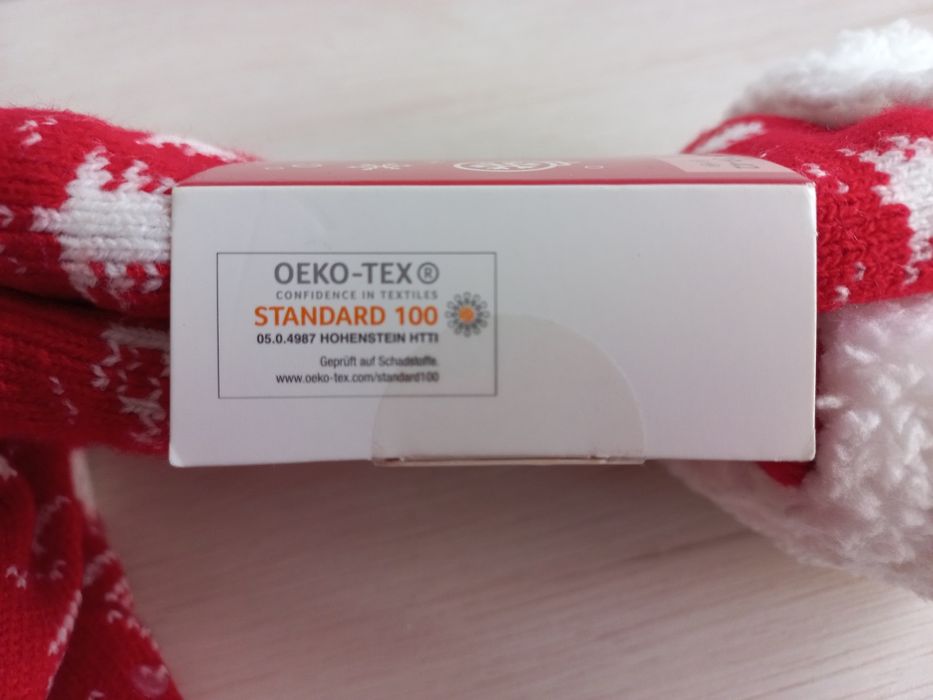 OEKO-TEX®
CONFIDENCE IN TEXTILES
STANDARD 100
05.0.4987 HOHENSTEIN HTTI
Geprüft auf Schadstoffe.
www.oeko-tex.com/standard100